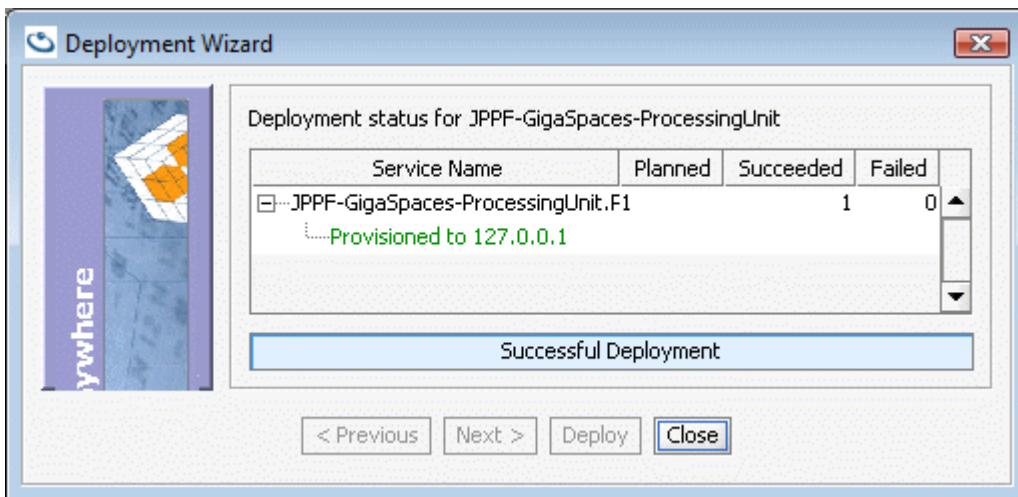 Deployment Wizard
Deployment status for JPPF-GigaSpaces-ProcessingUnit
Service Name Planned Succeeded Failed
JPPF-GigaSpaces-ProcessingUnit.F1 1 0
Provisioned to 127.0.0.1
ywhere
Successful Deployment
< Previous Next > Deploy Close